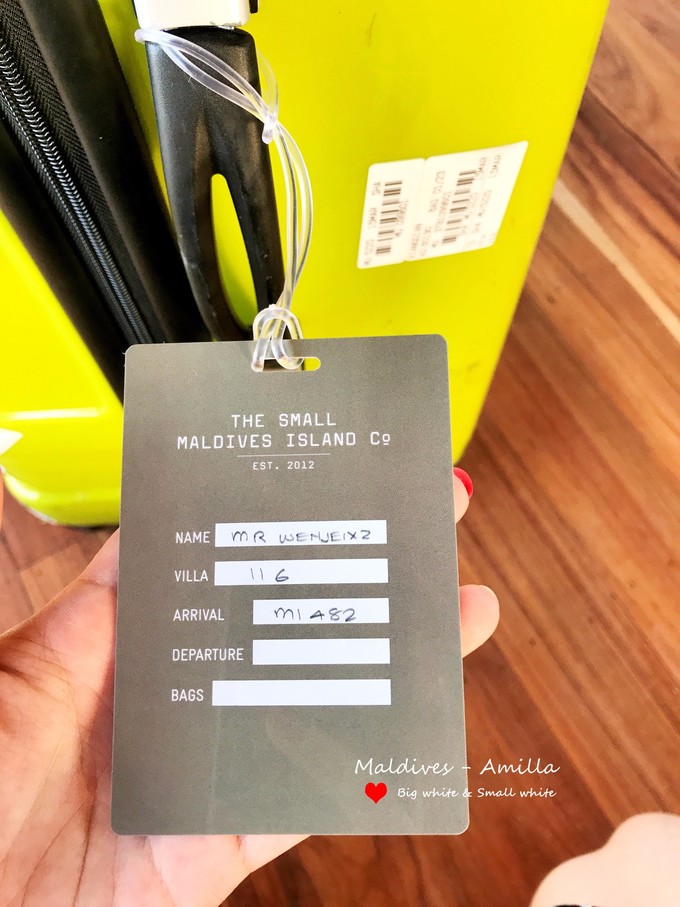 THE SMALL
MALDIVES ISLAND Cº
EST. 2012
NAME MR WENJEIX2
VILLA 116
ARRIVAL MI 482
DEPARTURE
BAGS
Maldives - Amilla
Big white & Small white